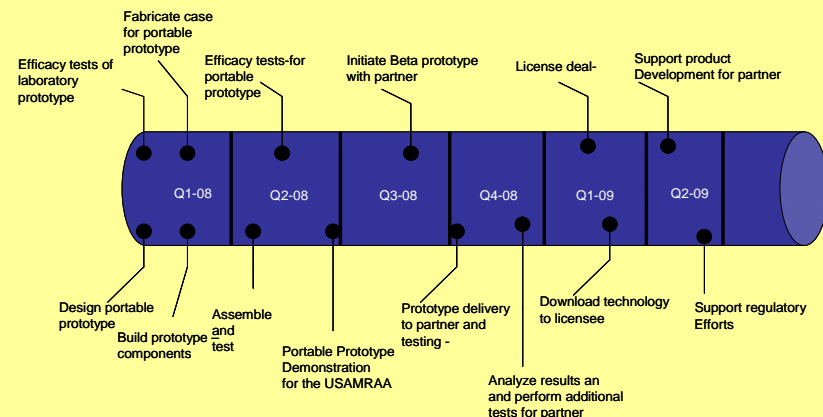 Fabricate case
for portable
prototype
Efficacy tests of
laboratory
prototype
Efficacy tests-for
portable
prototype
Initiate Beta prototype
with partner
License deal-
Support product
Development for partner
Q1-08
Q2-08
Q3-08
Q4-08
Q1-09
Q2-09
Design portable
prototype
Build prototype
components
Assemble
and
test
Portable Prototype
Demonstration
for the USAMRAA
Prototype delivery
to partner and
testing -
Analyze results an
and perform additional
tests for partner
Download technology
to licensee
Support regulatory
Efforts